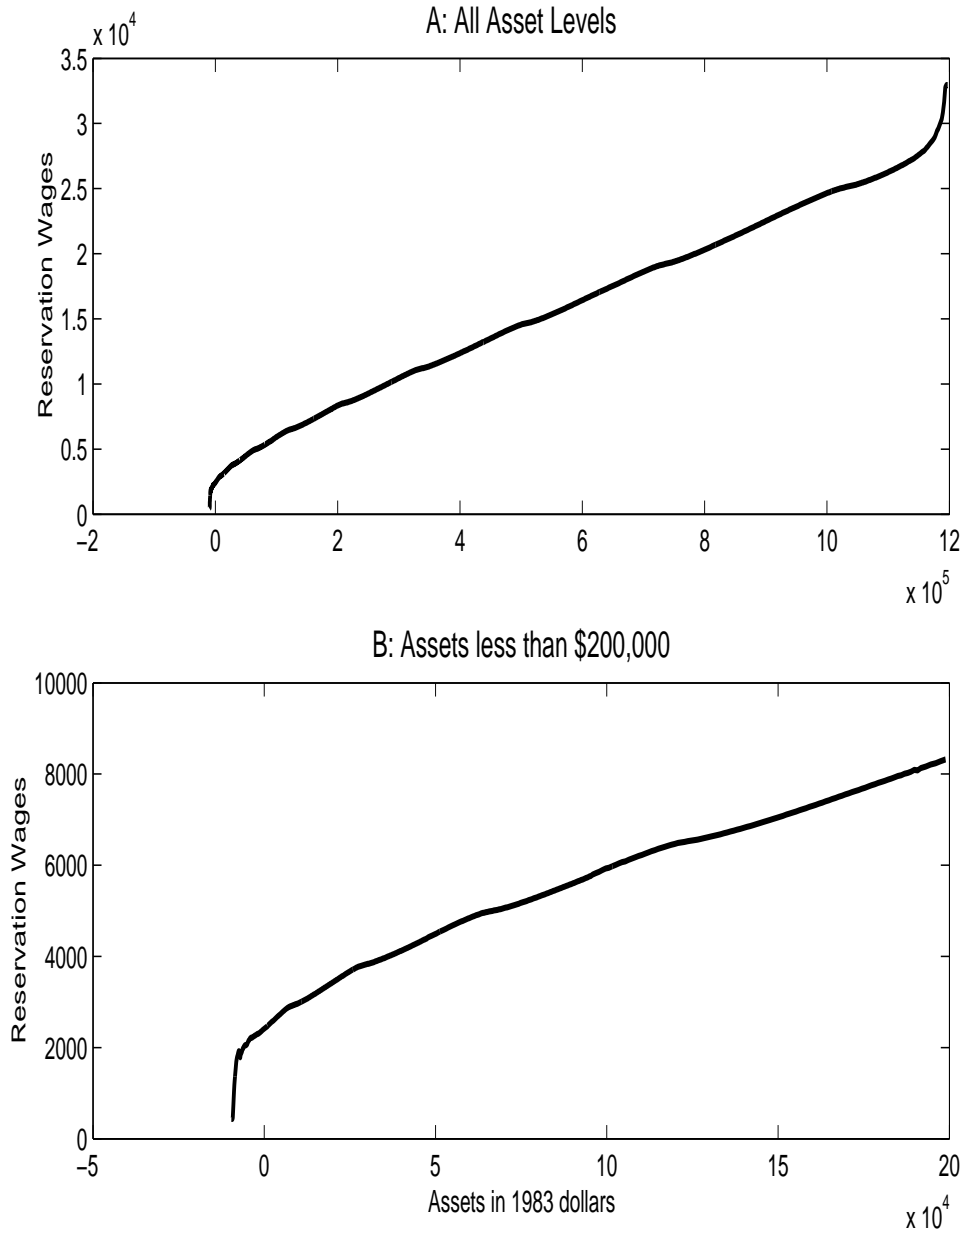 A: All Asset Levels
x 10^4
3.5
3
2.5
2
1.5
1
0.5
0
Reservation Wages
−2 0 2 4 6 8 10 12
x 10^5
B: Assets less than $200,000
10000
8000
6000
4000
2000
0
Reservation Wages
−5 0 5 10 15 20
Assets in 1983 dollars
x 10^4